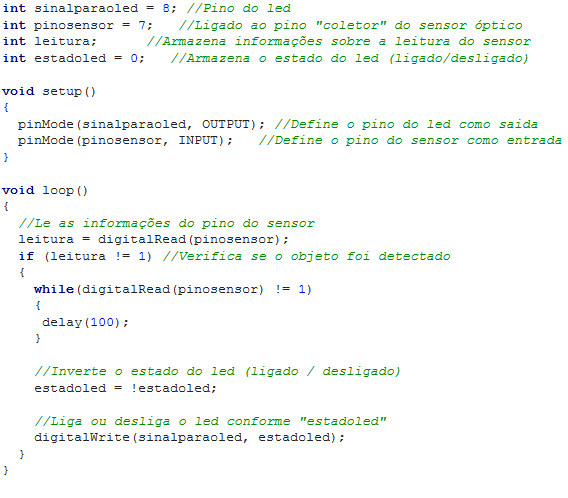 int sinalparaoled = 8; //Pino do led
int pinosensor = 7;   //Ligado ao pino "coletor" do sensor óptico
int leitura;      //Armazena informações sobre a leitura do sensor
int estadoled = 0;   //Armazena o estado do led (ligado/desligado)

void setup()
{
  pinMode(sinalparaoled, OUTPUT); //Define o pino do led como saida
  pinMode(pinosensor, INPUT);   //Define o pino do sensor como entrada
}

void loop()
{
  //Le as informações do pino do sensor
  leitura = digitalRead(pinosensor);
  if (leitura != 1) //Verifica se o objeto foi detectado
  {
    while(digitalRead(pinosensor) != 1)
    {
     delay(100);
    }

    //Inverte o estado do led (ligado / desligado)
    estadoled = !estadoled;

    //Liga ou desliga o led conforme "estadoled"
    digitalWrite(sinalparaoled, estadoled);
  }
}